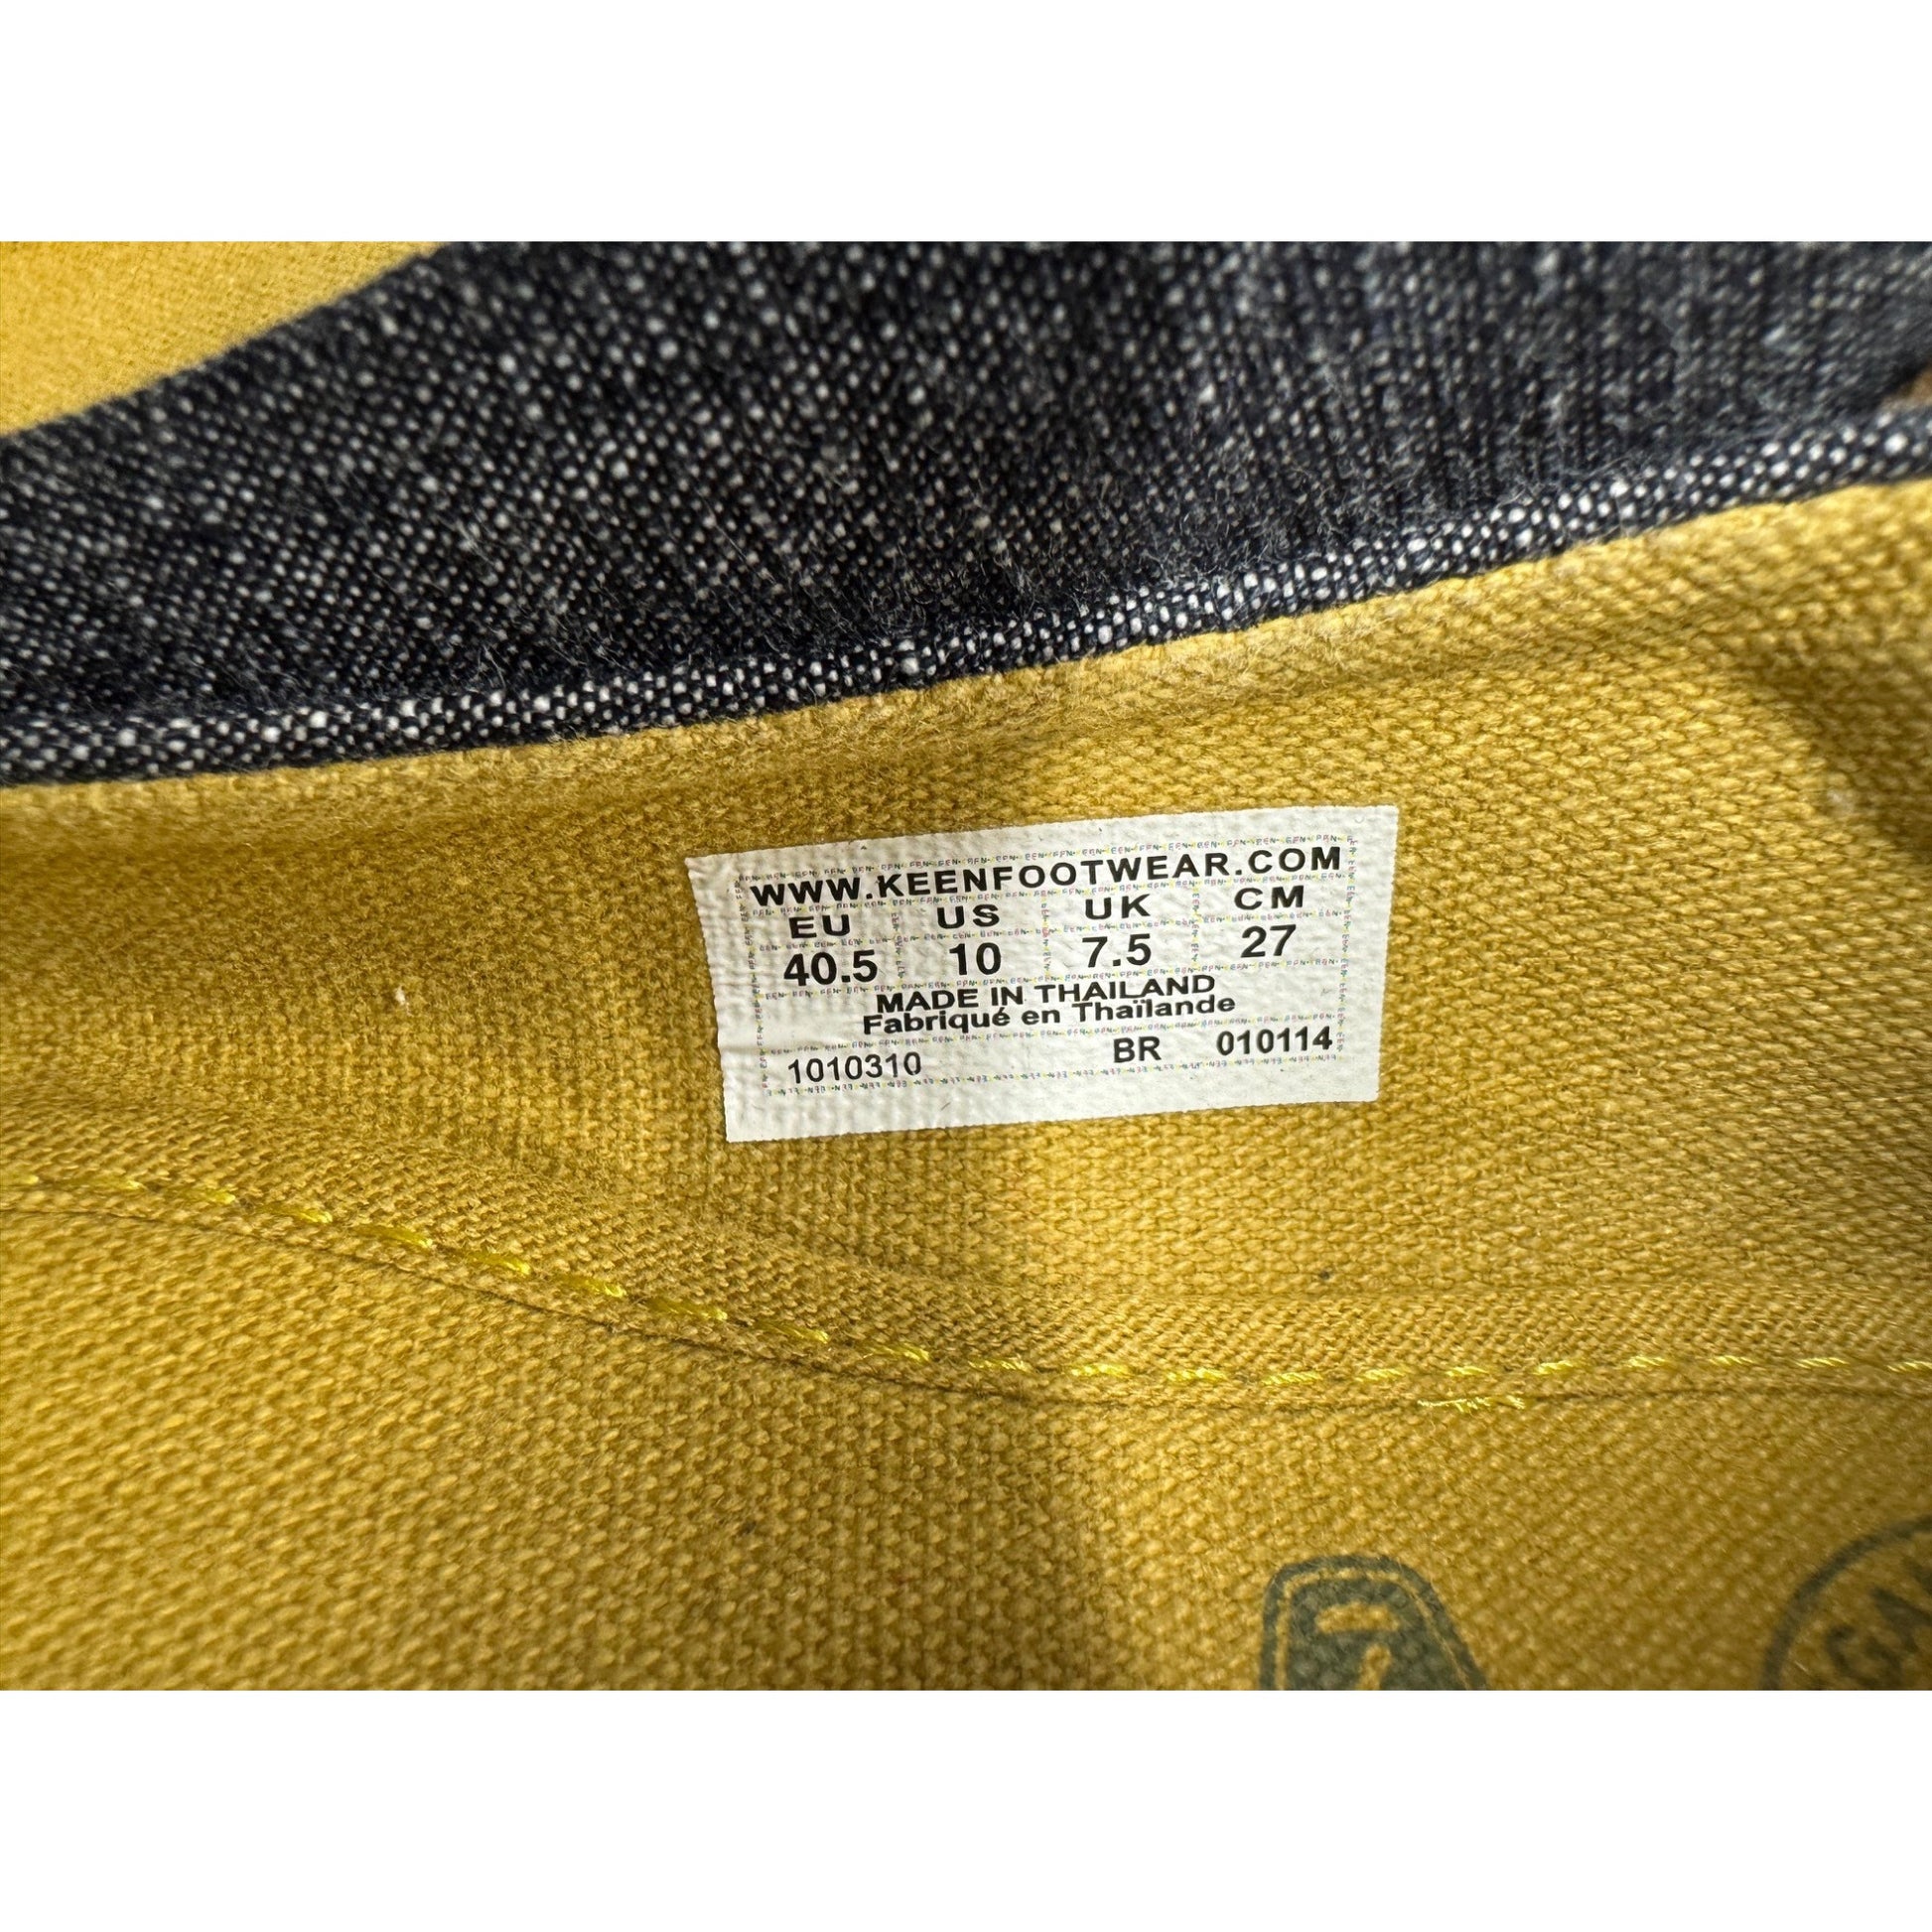 WWW.KEENFOOTWEAR.COM
EU US UK CM
40.5 10 7.5 27
MADE IN THAILAND
Fabriqué en Thaïlande
1010310 BR 010114